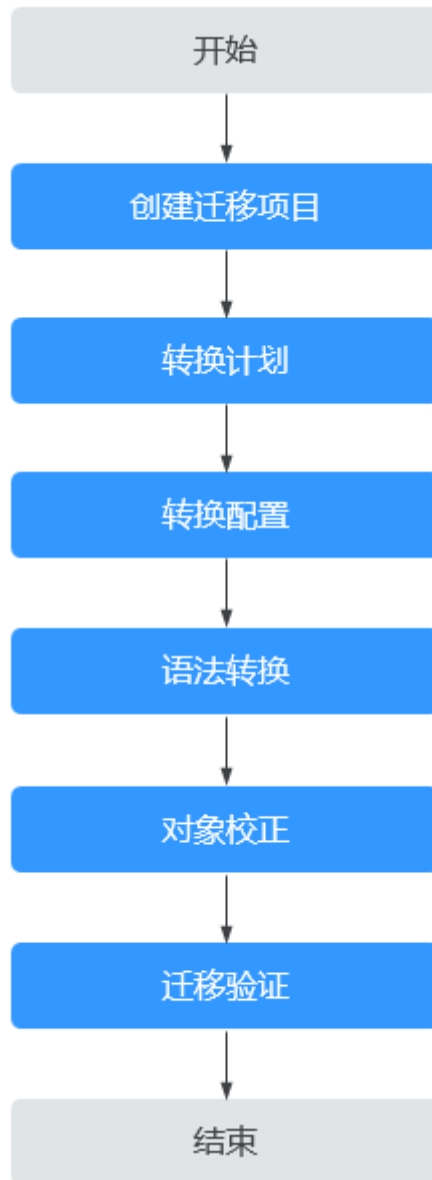 开始
创建迁移项目
转换计划
转换配置
语法转换
对象校正
迁移验证
结束